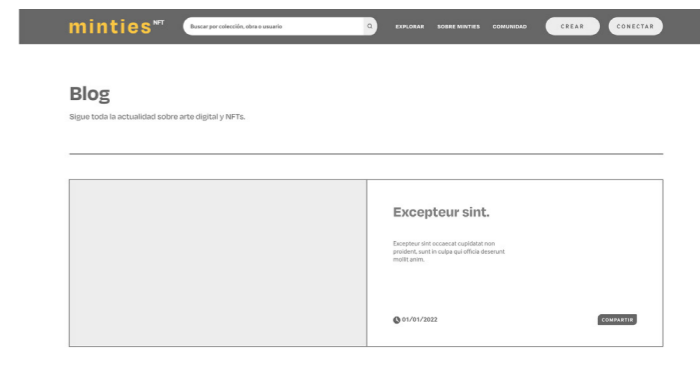 minties NFT
Buscar por colección, obra o usuario
EXPLORAR SOBRE MINTIES COMUNIDAD CREAR CONECTAR
Blog
Sigue toda la actualidad sobre arte digital y NFTs.
Excepteur sint.
Excepteur sint occaecat cupidatat non
proident, sunt in culpa qui officia deserunt
mollit anim.
01/01/2022
COMPARTIR